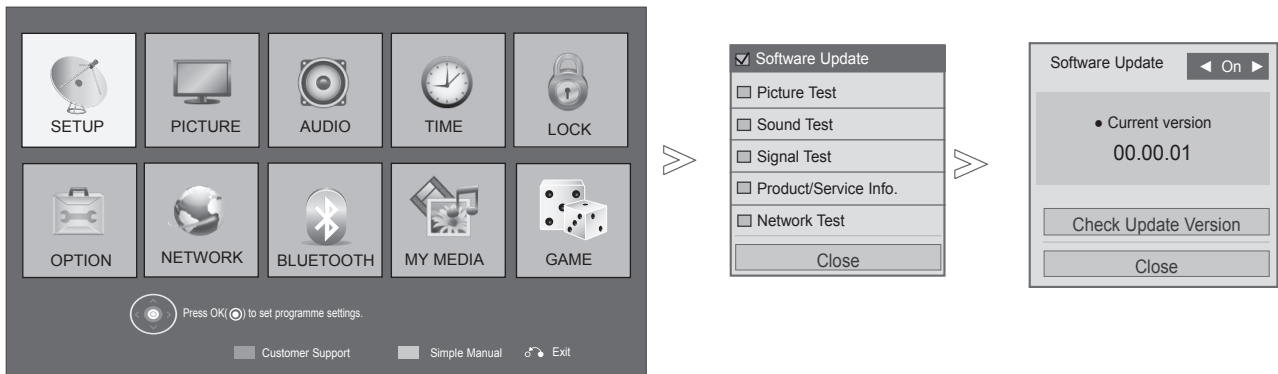 SETUP
PICTURE
AUDIO
TIME
LOCK
OPTION
NETWORK
BLUETOOTH
MY MEDIA
GAME
Press OK( ) to set programme settings.
Customer Support
Simple Manual
Exit
Software Update
Picture Test
Sound Test
Signal Test
Product/Service Info.
Network Test
Close
Software Update
◄ On ►
● Current version
00.00.01
Check Update Version
Close